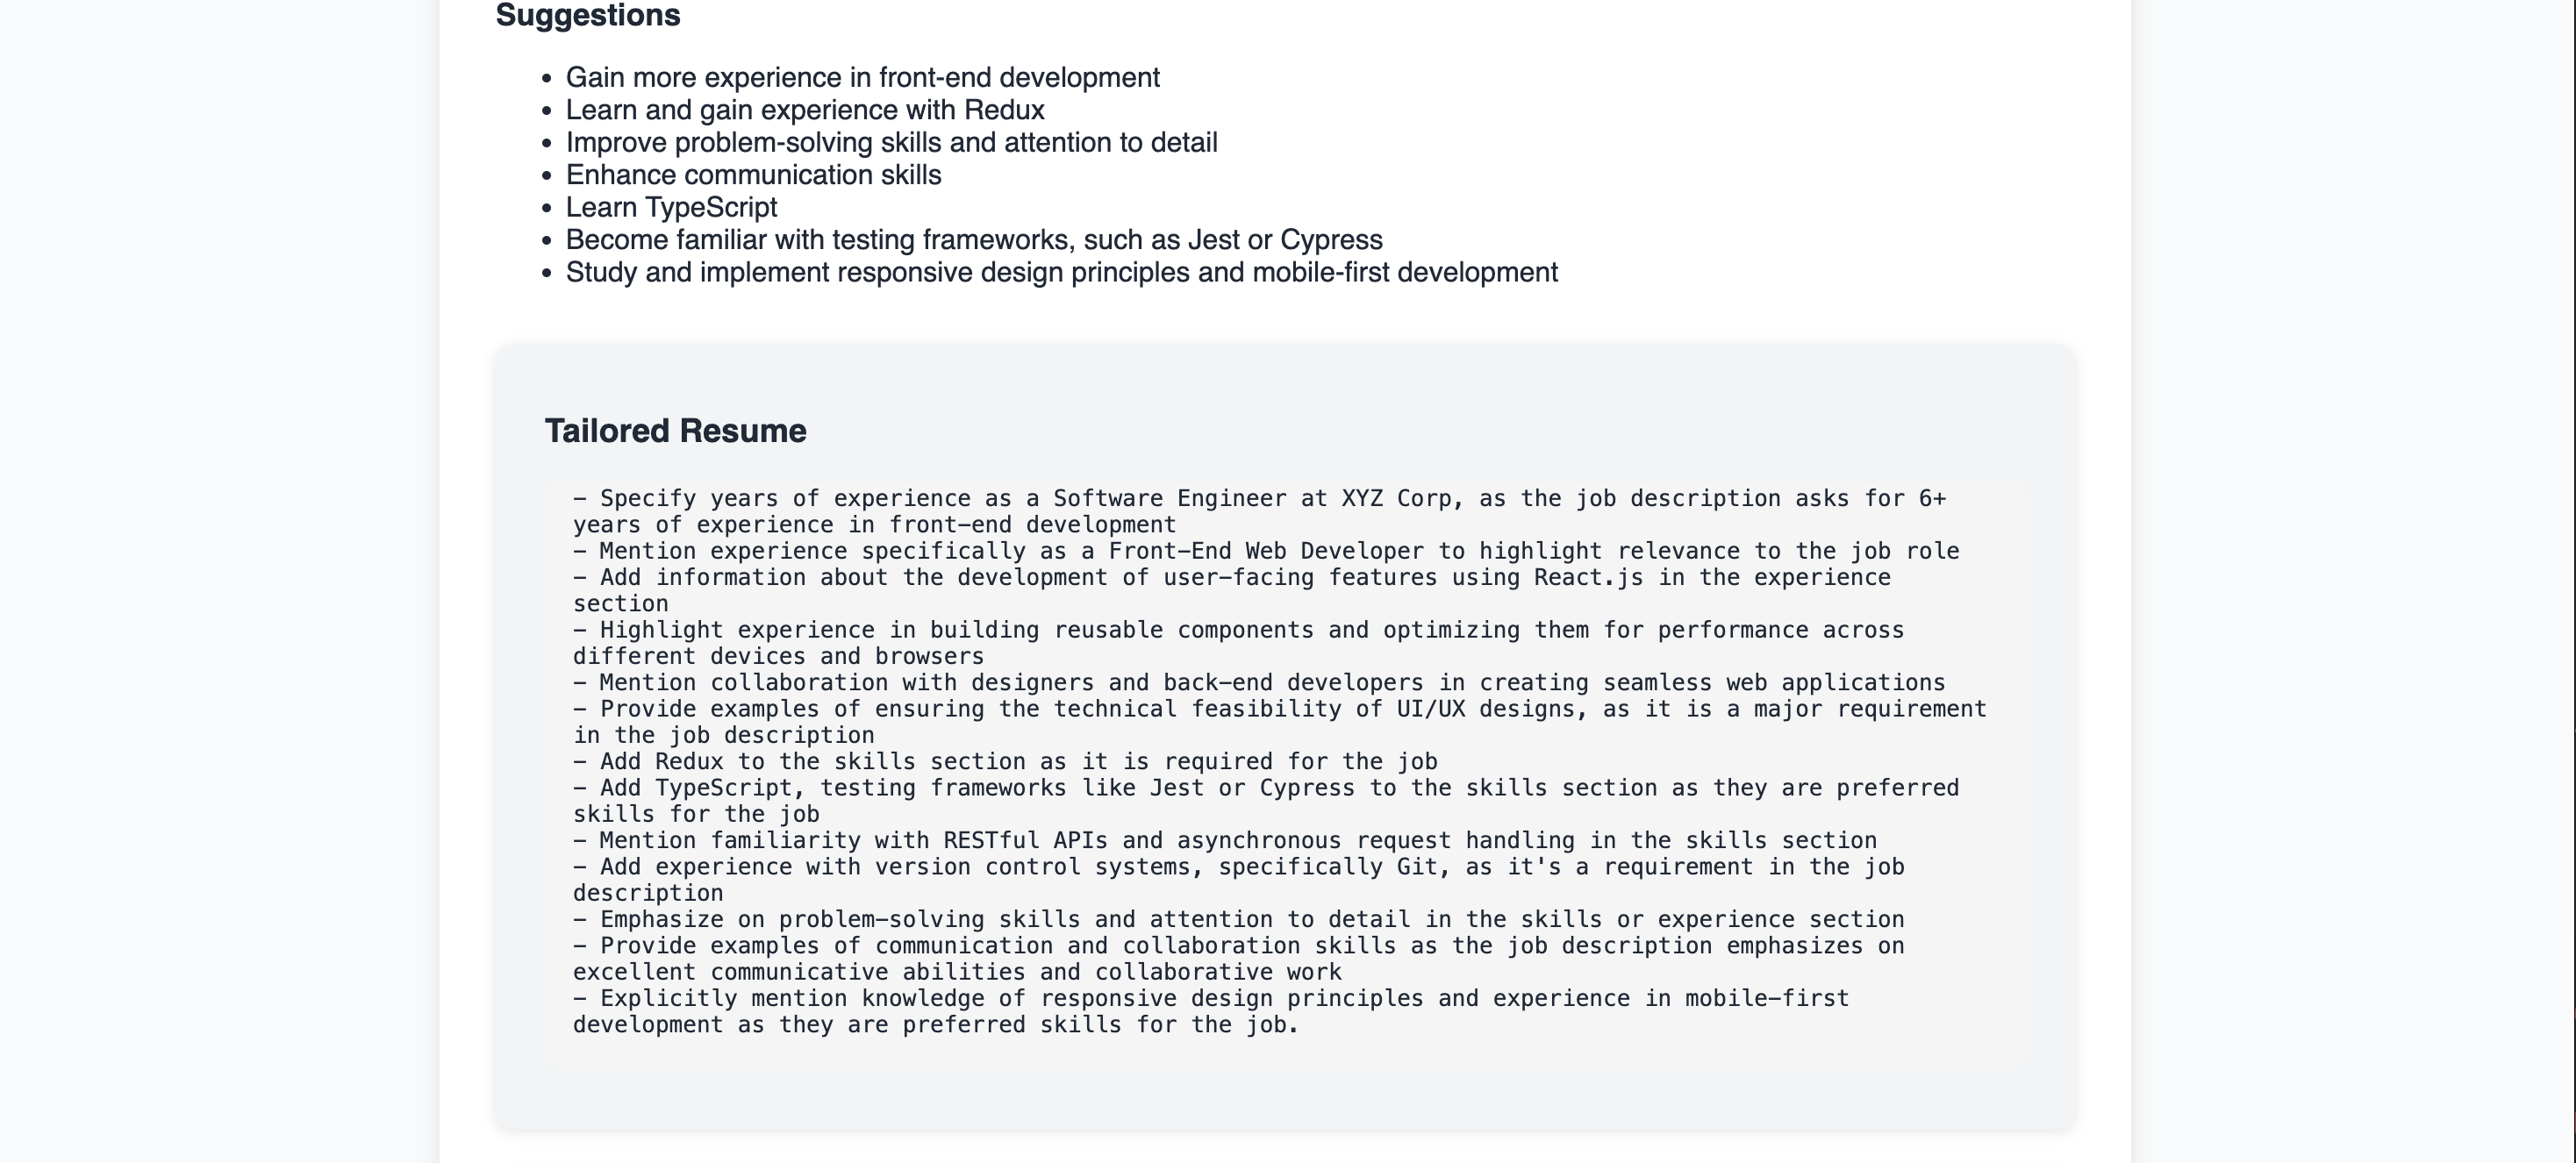 Suggestions
• Gain more experience in front-end development
• Learn and gain experience with Redux
• Improve problem-solving skills and attention to detail
• Enhance communication skills
• Learn TypeScript
• Become familiar with testing frameworks, such as Jest or Cypress
• Study and implement responsive design principles and mobile-first development
Tailored Resume
- Specify years of experience as a Software Engineer at XYZ Corp, as the job description asks for 6+
years of experience in front-end development
- Mention experience specifically as a Front-End Web Developer to highlight relevance to the job role
- Add information about the development of user-facing features using React.js in the experience
section
- Highlight experience in building reusable components and optimizing them for performance across
different devices and browsers
- Mention collaboration with designers and back-end developers in creating seamless web applications
- Provide examples of ensuring the technical feasibility of UI/UX designs, as it is a major requirement
in the job description
- Add Redux to the skills section as it is required for the job
- Add TypeScript, testing frameworks like Jest or Cypress to the skills section as they are preferred
skills for the job
- Mention familiarity with RESTful APIs and asynchronous request handling in the skills section
- Add experience with version control systems, specifically Git, as it's a requirement in the job
description
- Emphasize on problem-solving skills and attention to detail in the skills or experience section
- Provide examples of communication and collaboration skills as the job description emphasizes on
excellent communicative abilities and collaborative work
- Explicitly mention knowledge of responsive design principles and experience in mobile-first
development as they are preferred skills for the job.